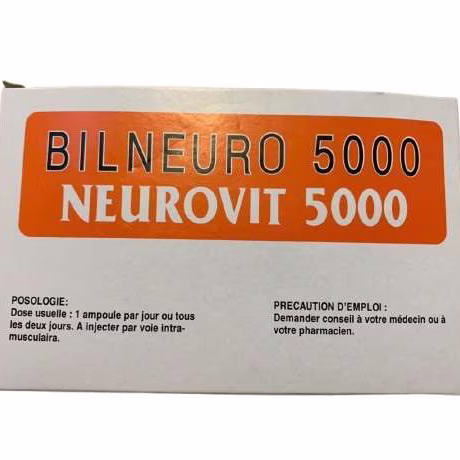 BILNEURO 5000
NEUROVIT 5000
POSOLOGIE:
Dose usuelle : 1 ampoule par jour ou tous
les deux jours. A injecter par voie intra-
musculaira.
PRECAUTION D'EMPLOI :
Demander conseil à votre médecin ou à
votre pharmacien.